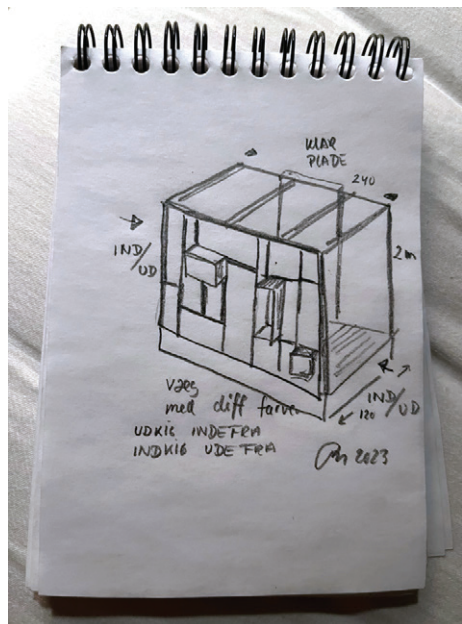 KLAR
PLADE
240
IND/
UD
2m
IND/
UD
120
Væg
med diff farver
UDKIG INDEFRA
INDKIG UDEFRA
2023